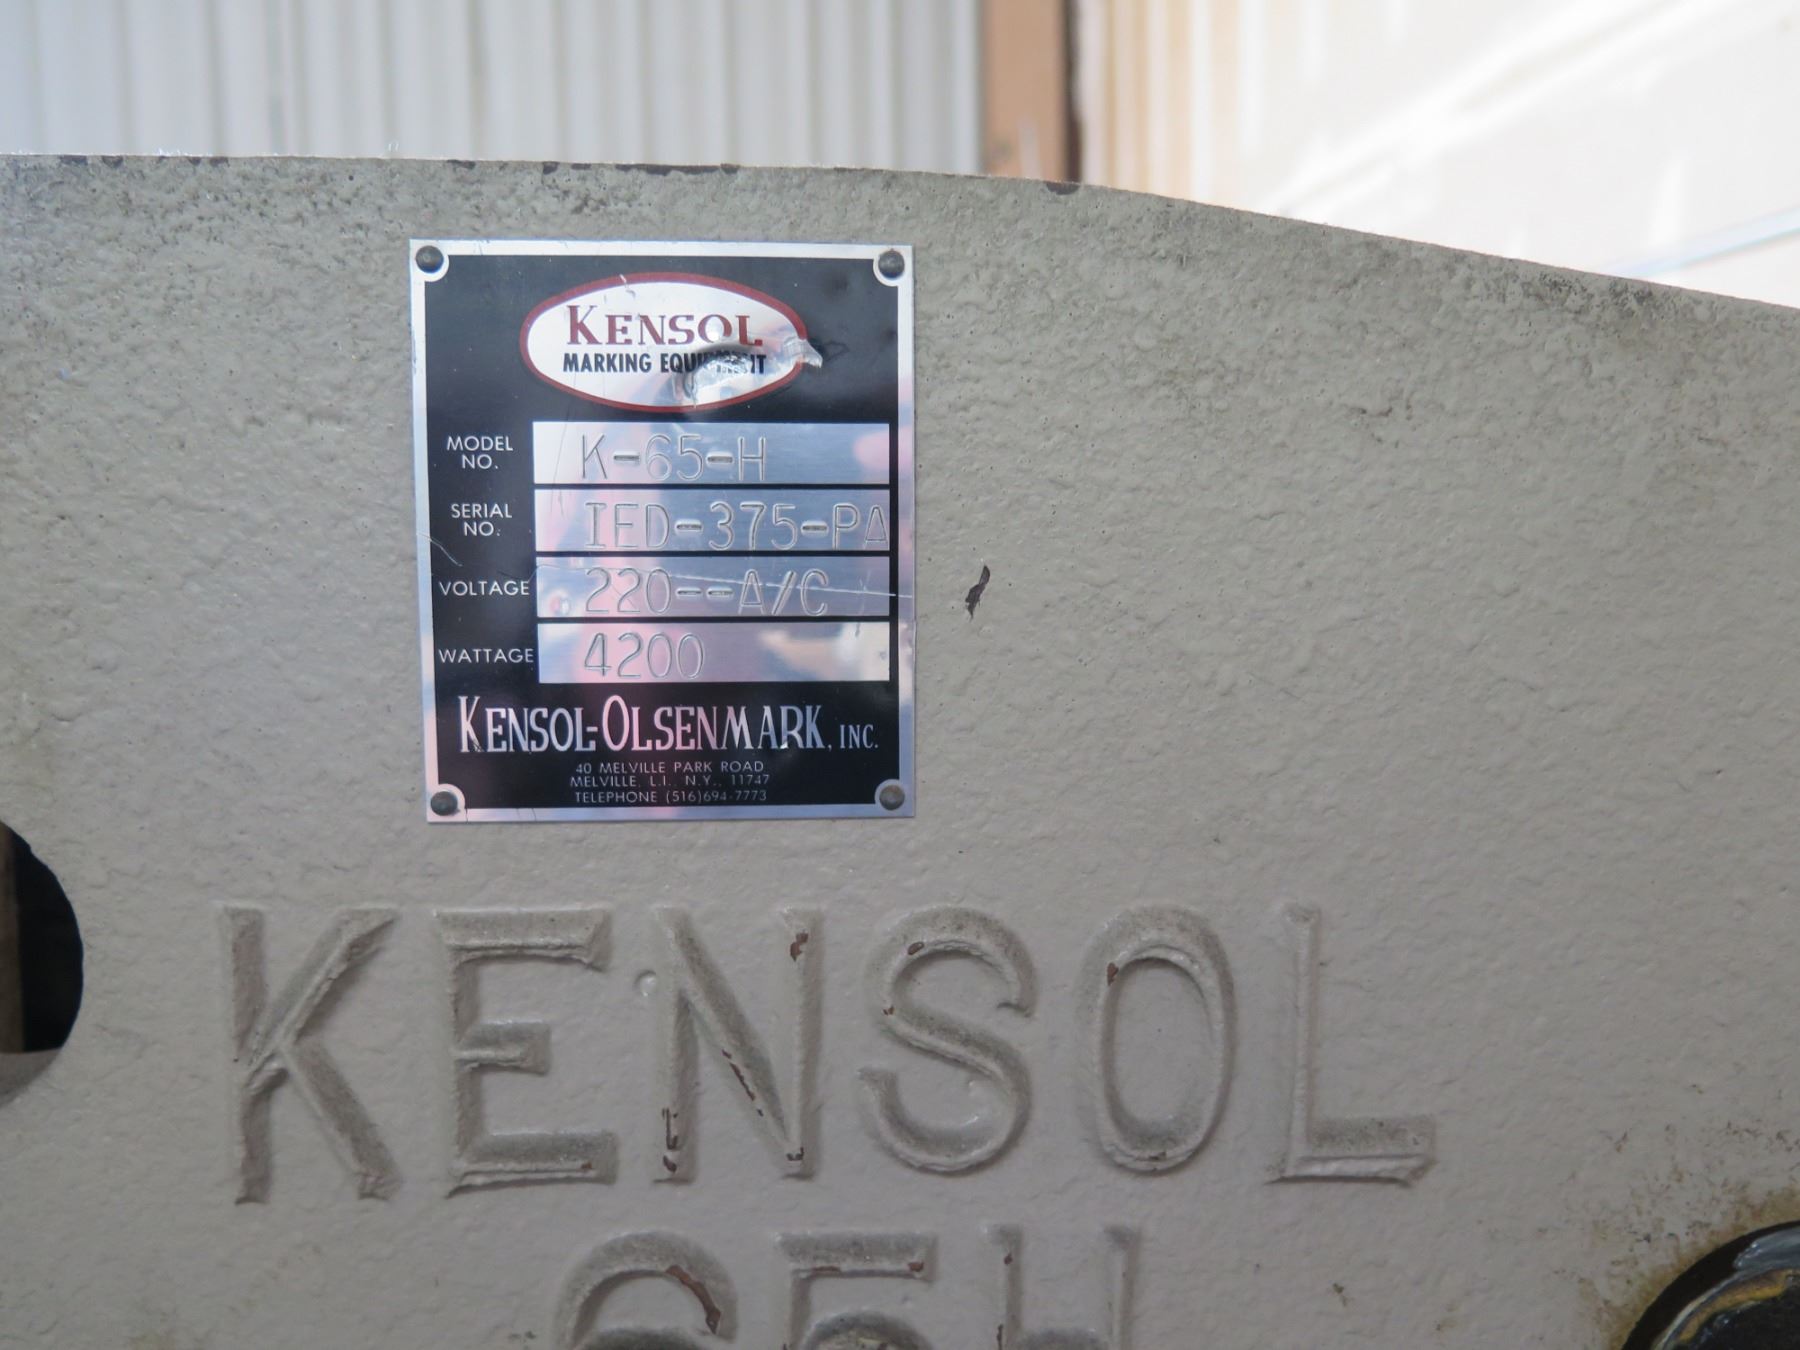 KENSOL
MARKING EQUIPMENT
MODEL NO. K-65-H
SERIAL NO. IED-375-PA
VOLTAGE 220--A/C
WATTAGE 4200
KENSOL-OLSENMARK, INC.
40 MELVILLE PARK ROAD
MELVILLE, L.I., N.Y., 11747
TELEPHONE (516)694-7773
KENSOL
65H